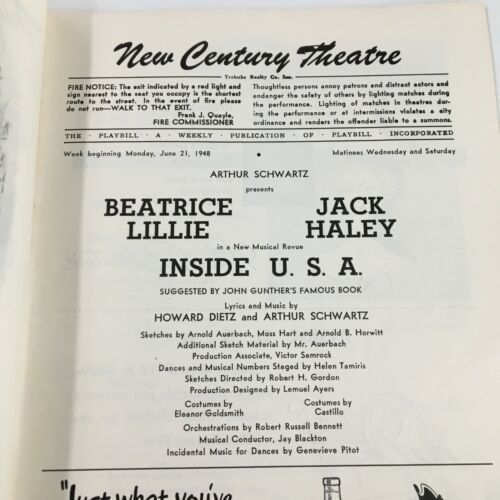 New Century Theatre
Trebuhs Realty Co. Inc.
FIRE NOTICE: The exit indicated by a red light and
sign nearest to the seat you occupy is the shortest
route to the street. In the event of fire please
do not run—WALK TO THAT EXIT.
Frank J. Quayle,
FIRE COMMISSIONER
Thoughtless persons annoy patrons and distract actors and
endanger the safety of others by lighting matches during
the performance. Lighting of matches in theatres dur-
ing the performance or at intermissions violates a city
ordinance and renders the offender liable to a summons.
THE · PLAYBILL · A · WEEKLY · PUBLICATION · OF · PLAYBILL · INCORPORATED
Week beginning Monday, June 21, 1948 • Matinees Wednesday and Saturday
ARTHUR SCHWARTZ
presents
BEATRICE JACK
LILLIE HALEY
in a New Musical Revue
INSIDE U. S. A.
SUGGESTED BY JOHN GUNTHER'S FAMOUS BOOK
Lyrics and Music by
HOWARD DIETZ and ARTHUR SCHWARTZ
Sketches by Arnold Auerbach, Moss Hart and Arnold B. Horwitt
Additional Sketch Material by Mr. Auerbach
Production Associate, Victor Samrock
Dances and Musical Numbers Staged by Helen Tamiris
Sketches Directed by Robert H. Gordon
Production Designed by Lemuel Ayers
Costumes by Costumes by
Eleanor Goldsmith Castillo
Orchestrations by Robert Russell Bennett
Musical Conductor, Jay Blackton
Incidental Music for Dances by Genevieve Pitot
"Just what you've